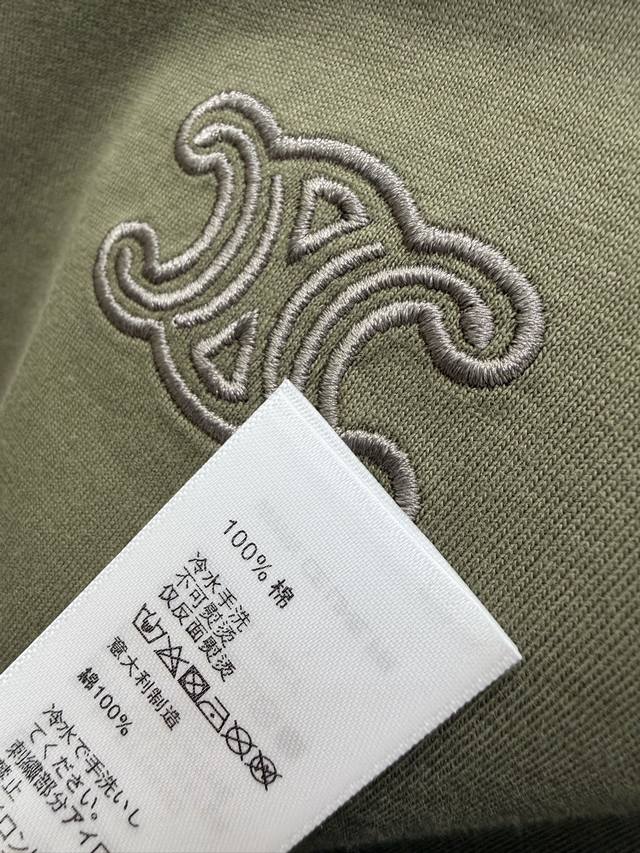 100% 棉
冷水手洗
不可熨烫
仅反面熨烫
意大利制造
綿100%
冷水で手洗いし
てください。
刺繍部分アイロ
禁止